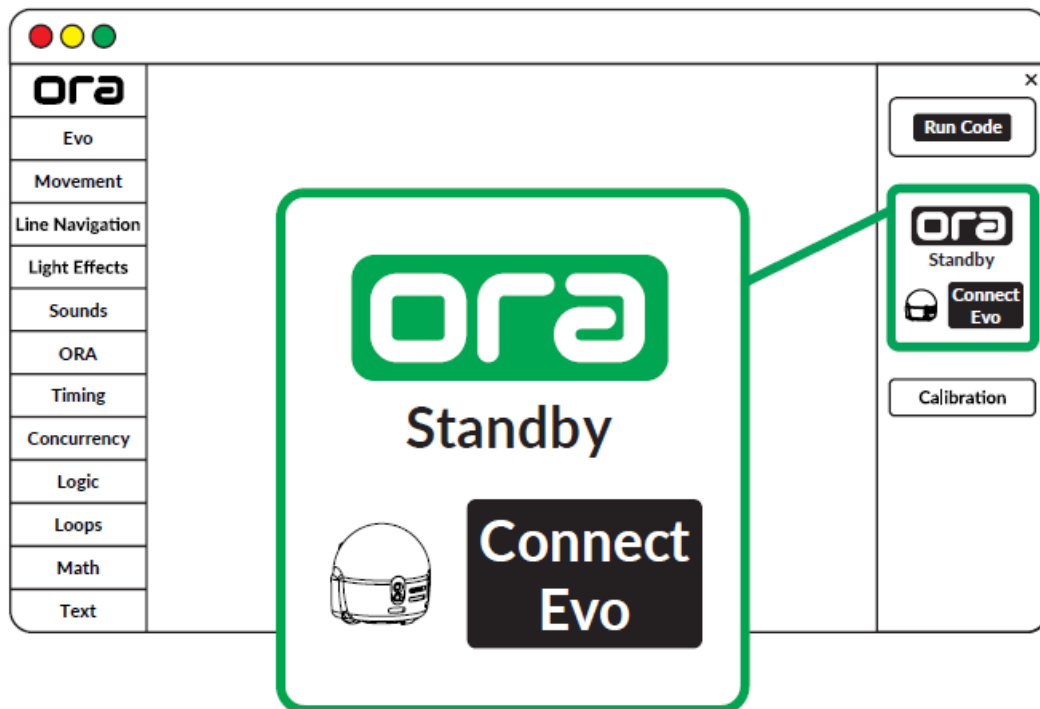 ora
Evo
Movement
Line Navigation
Light Effects
Sounds
ORA
Timing
Concurrency
Logic
Loops
Math
Text
ora
Standby
Connect
Evo
×
Run Code
ora
Standby
Connect
Evo
Calibration